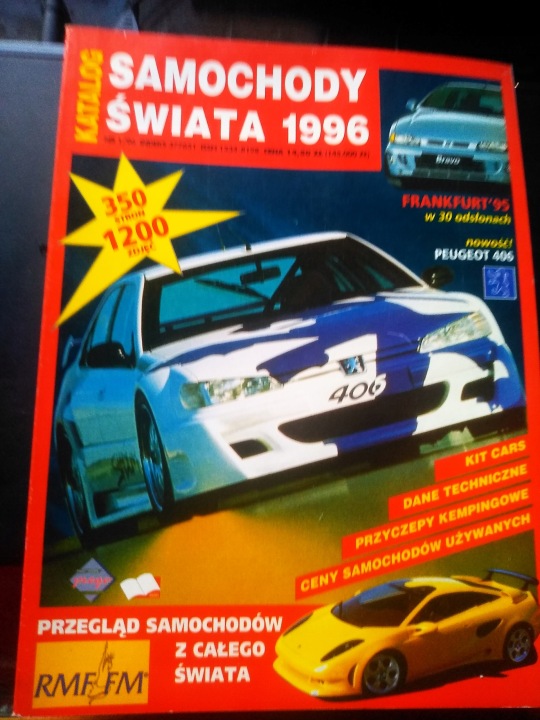 KATALOG
SAMOCHODY
ŚWIATA 1996
350
STRON
1200
ZDJĘĆ
Bravo
FRANKFURT'95
w 30 odsłonach
nowość!
PEUGEOT 406
406
KIT CARS
DANE TECHNICZNE
PRZYCZEPY KEMPINGOWE
CENY SAMOCHODÓW UŻYWANYCH
PRZEGLĄD SAMOCHODÓW
Z CAŁEGO
ŚWIATA
RMF FM